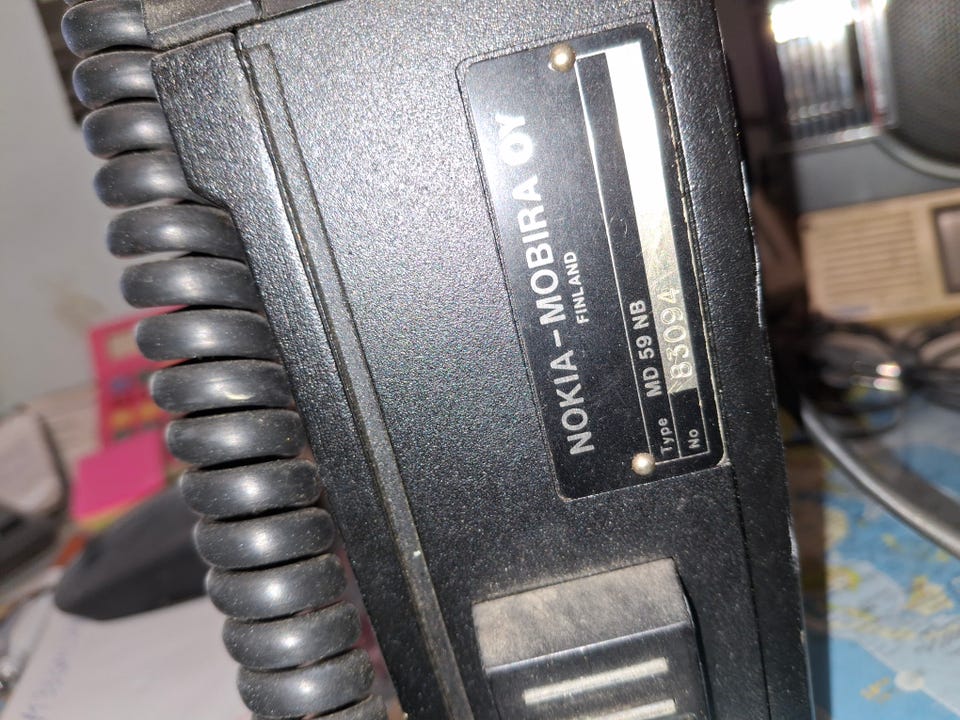 NOKIA-MOBIRA OY
FINLAND
Type MD 59 NB
No 83094